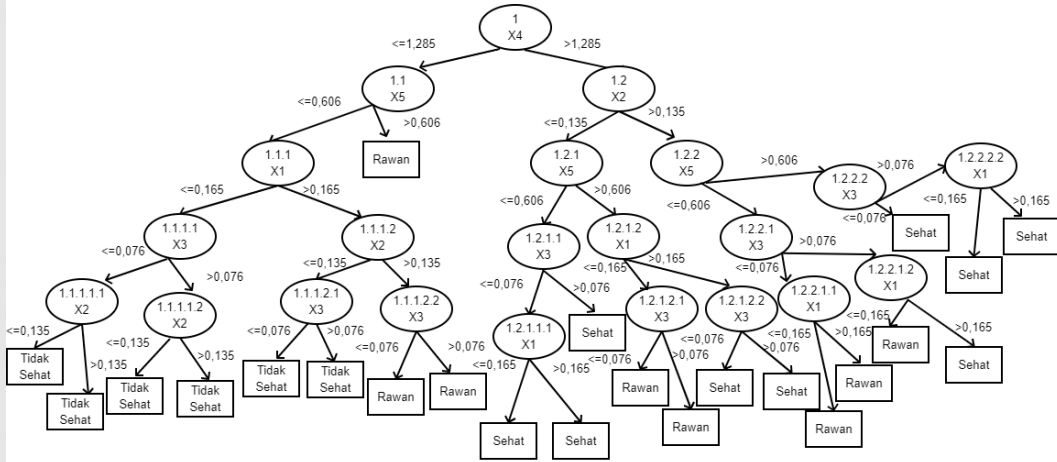 1
X4
<=1,285
>1,285
1.1
X5
1.2
X2
<=0,606
>0,606
<=0,135
>0,135
1.1.1
X1
Rawan
1.2.1
X5
1.2.2
X5
>0,606
1.2.2.2
X3
>0,076
1.2.2.2.2
X1
<=0,165
>0,165
<=0,606
>0,606
<=0,606
<=0,076
Sehat
<=0,165
>0,165
Sehat
Sehat
1.1.1.1
X3
1.1.1.2
X2
1.2.1.1
X3
1.2.1.2
X1
1.2.2.1
X3
>0,076
<=0,076
>0,076
<=0,135
>0,135
<=0,076
>0,076
<=0,165
>0,165
<=0,076
1.2.2.1.2
X1
1.1.1.1.1
X2
1.1.1.1.2
X2
1.1.1.2.1
X3
1.1.1.2.2
X3
1.2.1.1.1
X1
Sehat
1.2.1.2.1
X3
1.2.1.2.2
X3
1.2.2.1.1
X1
<=0,165
>0,165
Rawan
Sehat
<=0,135
>0,135
<=0,135
>0,135
<=0,076
>0,076
<=0,076
>0,076
<=0,165
>0,165
<=0,076
>0,076
<=0,076
>0,076
<=0,165
>0,165
Tidak
Sehat
Tidak
Sehat
Tidak
Sehat
Tidak
Sehat
Tidak
Sehat
Tidak
Sehat
Rawan
Rawan
Sehat
Sehat
Rawan
Rawan
Sehat
Sehat
Rawan
Rawan